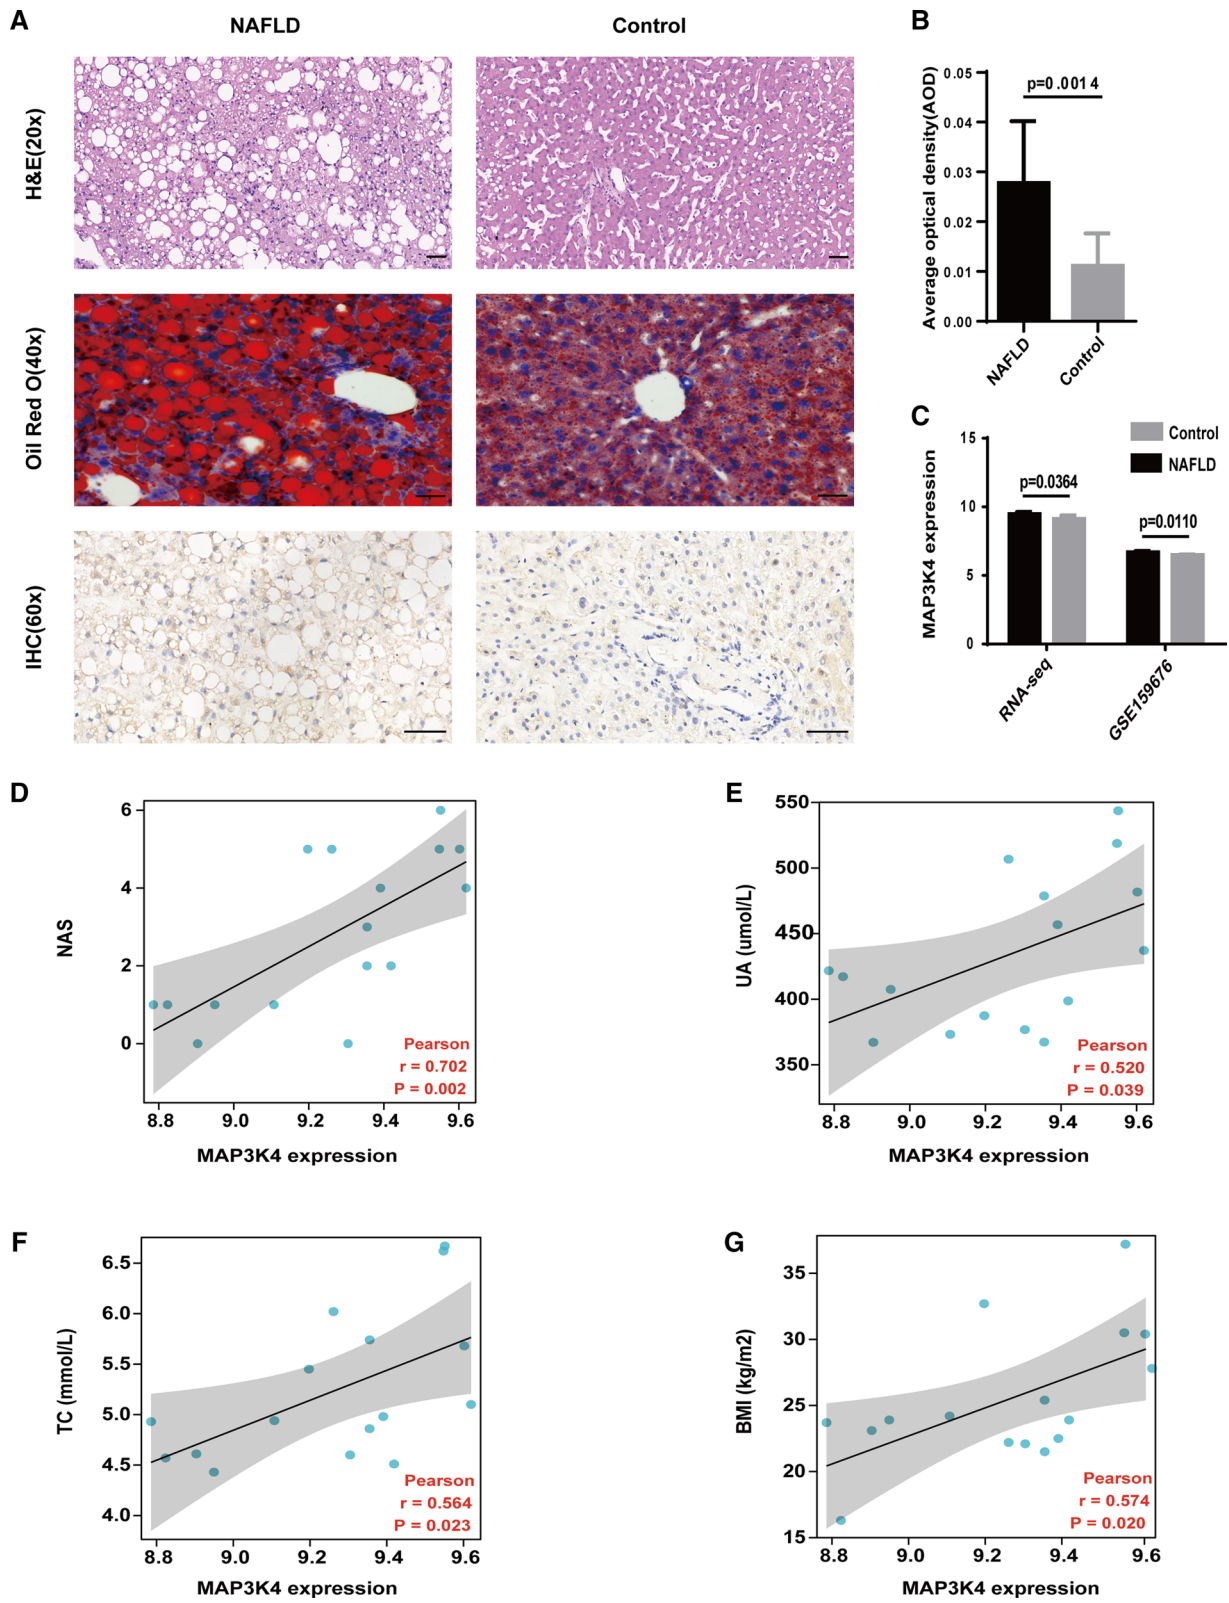 A
NAFLD
Control
H&E(20x)
Oil Red O(40x)
IHC(60x)
B
Average optical density(AOD)
0.05
0.04
0.03
0.02
0.01
0.00
p=0.0014
NAFLD
Control
C
MAP3K4 expression
15
10
5
0
Control
NAFLD
p=0.0364
p=0.0110
RNA-seq
GSE159676
D
NAS
6
4
2
0
Pearson
r = 0.702
P = 0.002
8.8 9.0 9.2 9.4 9.6
MAP3K4 expression
E
UA (umol/L)
550
500
450
400
350
Pearson
r = 0.520
P = 0.039
8.8 9.0 9.2 9.4 9.6
MAP3K4 expression
F
TC (mmol/L)
6.5
6.0
5.5
5.0
4.5
4.0
Pearson
r = 0.564
P = 0.023
8.8 9.0 9.2 9.4 9.6
MAP3K4 expression
G
BMI (kg/m2)
35
30
25
20
15
Pearson
r = 0.574
P = 0.020
8.8 9.0 9.2 9.4 9.6
MAP3K4 expression